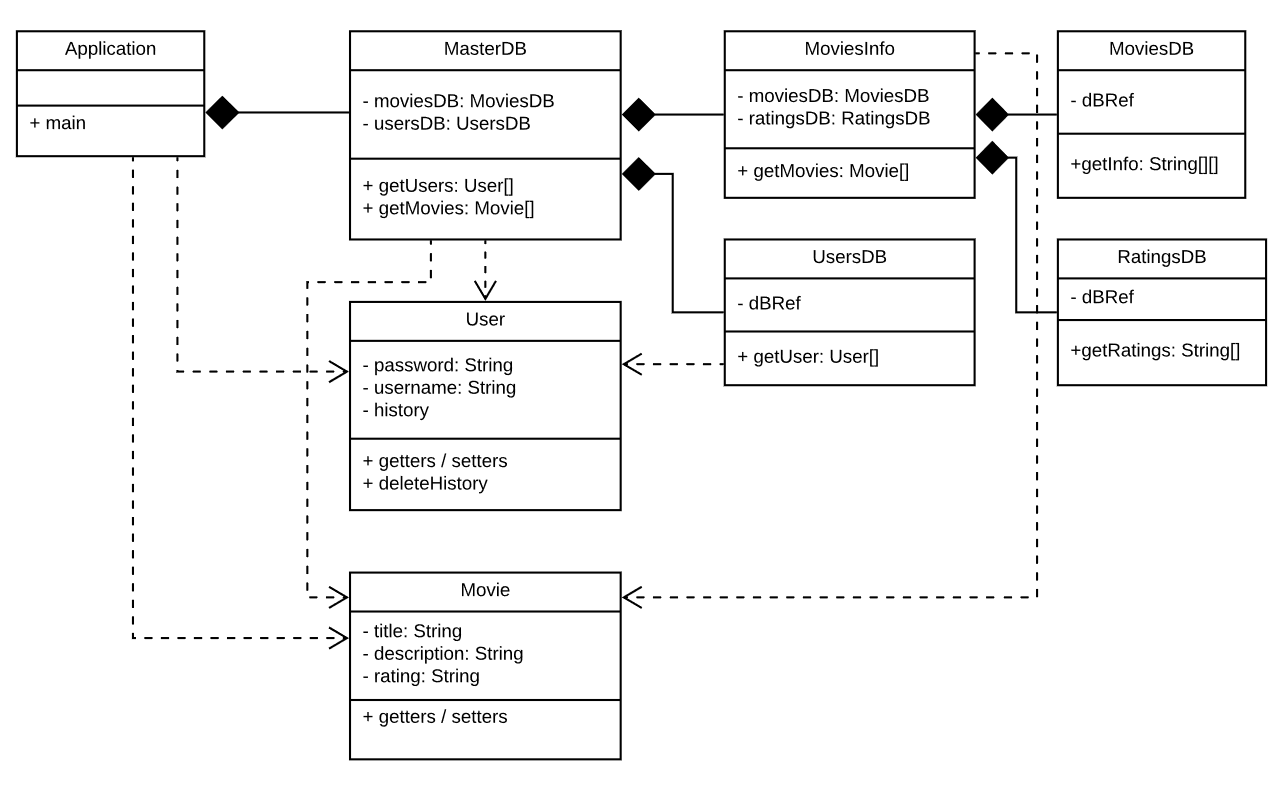 Application
+ main
MasterDB
- moviesDB: MoviesDB
- usersDB: UsersDB
+ getUsers: User[]
+ getMovies: Movie[]
MoviesInfo
- moviesDB: MoviesDB
- ratingsDB: RatingsDB
+ getMovies: Movie[]
MoviesDB
- dBRef
+getInfo: String[][]
UsersDB
- dBRef
+ getUser: User[]
RatingsDB
- dBRef
+getRatings: String[]
User
- password: String
- username: String
- history
+ getters / setters
+ deleteHistory
Movie
- title: String
- description: String
- rating: String
+ getters / setters